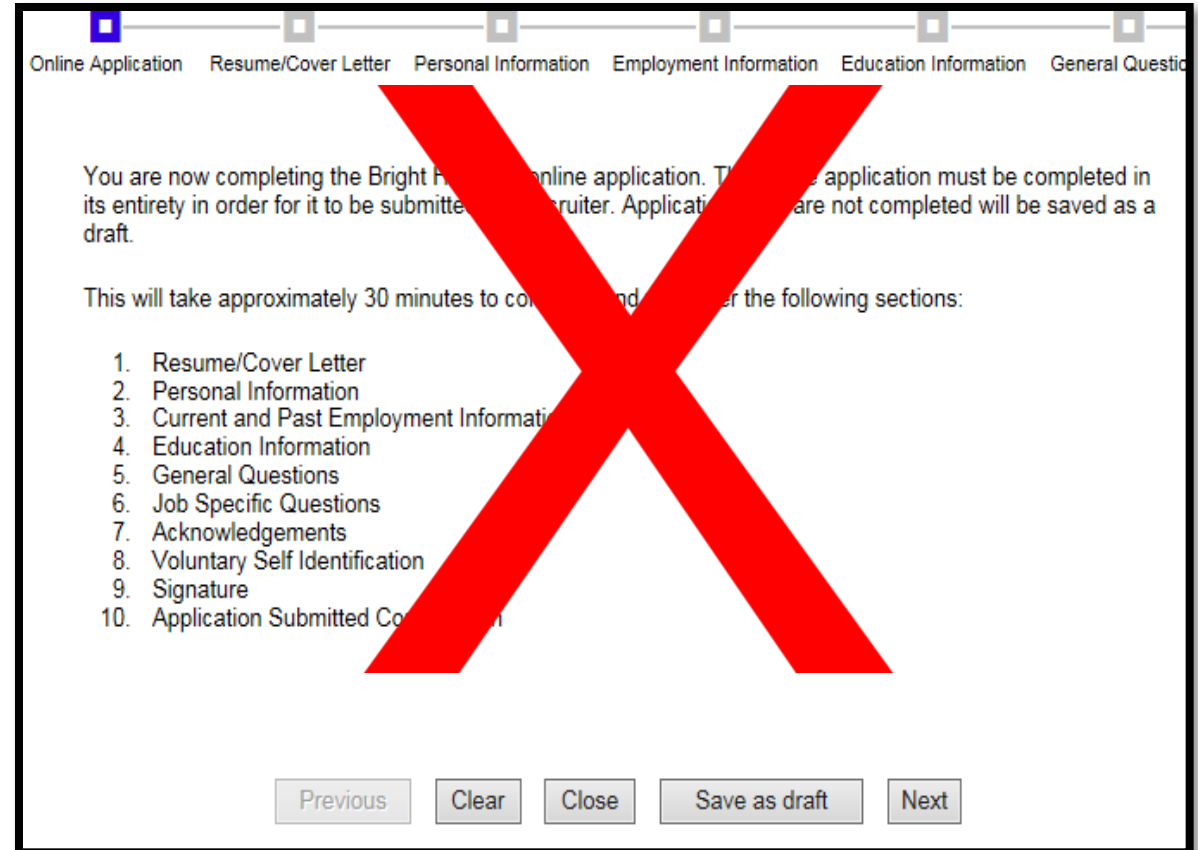 Online Application Resume/Cover Letter Personal Information Employment Information Education Information General
You are now completing the Bright online application. application must be completed in
its entirety in order for it to be are not completed will be saved as a
draft.
This will take approximately 30 minutes to the following sections:
1. Resume/Cover Letter
2. Personal Information
3. Current and Past Employment
4. Education Information
5. General Questions
6. Job Specific Questions
7. Acknowledgements
8. Voluntary Self Identification
9. Signature
10. Application Submitted
Previous Clear Close Save as draft Next